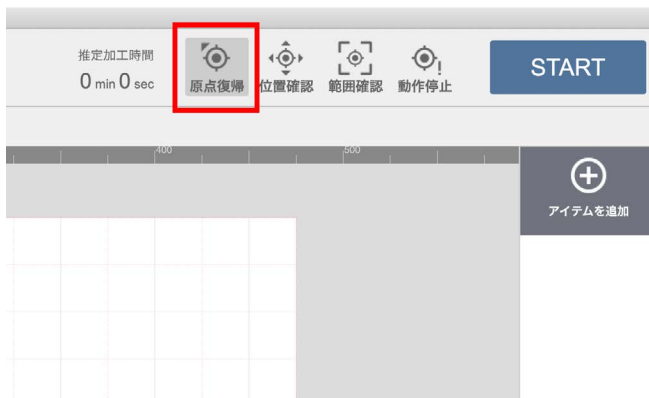 推定加工時間
0 min 0 sec
原点復帰
位置確認
範囲確認
動作停止
START
400
500
アイテムを追加